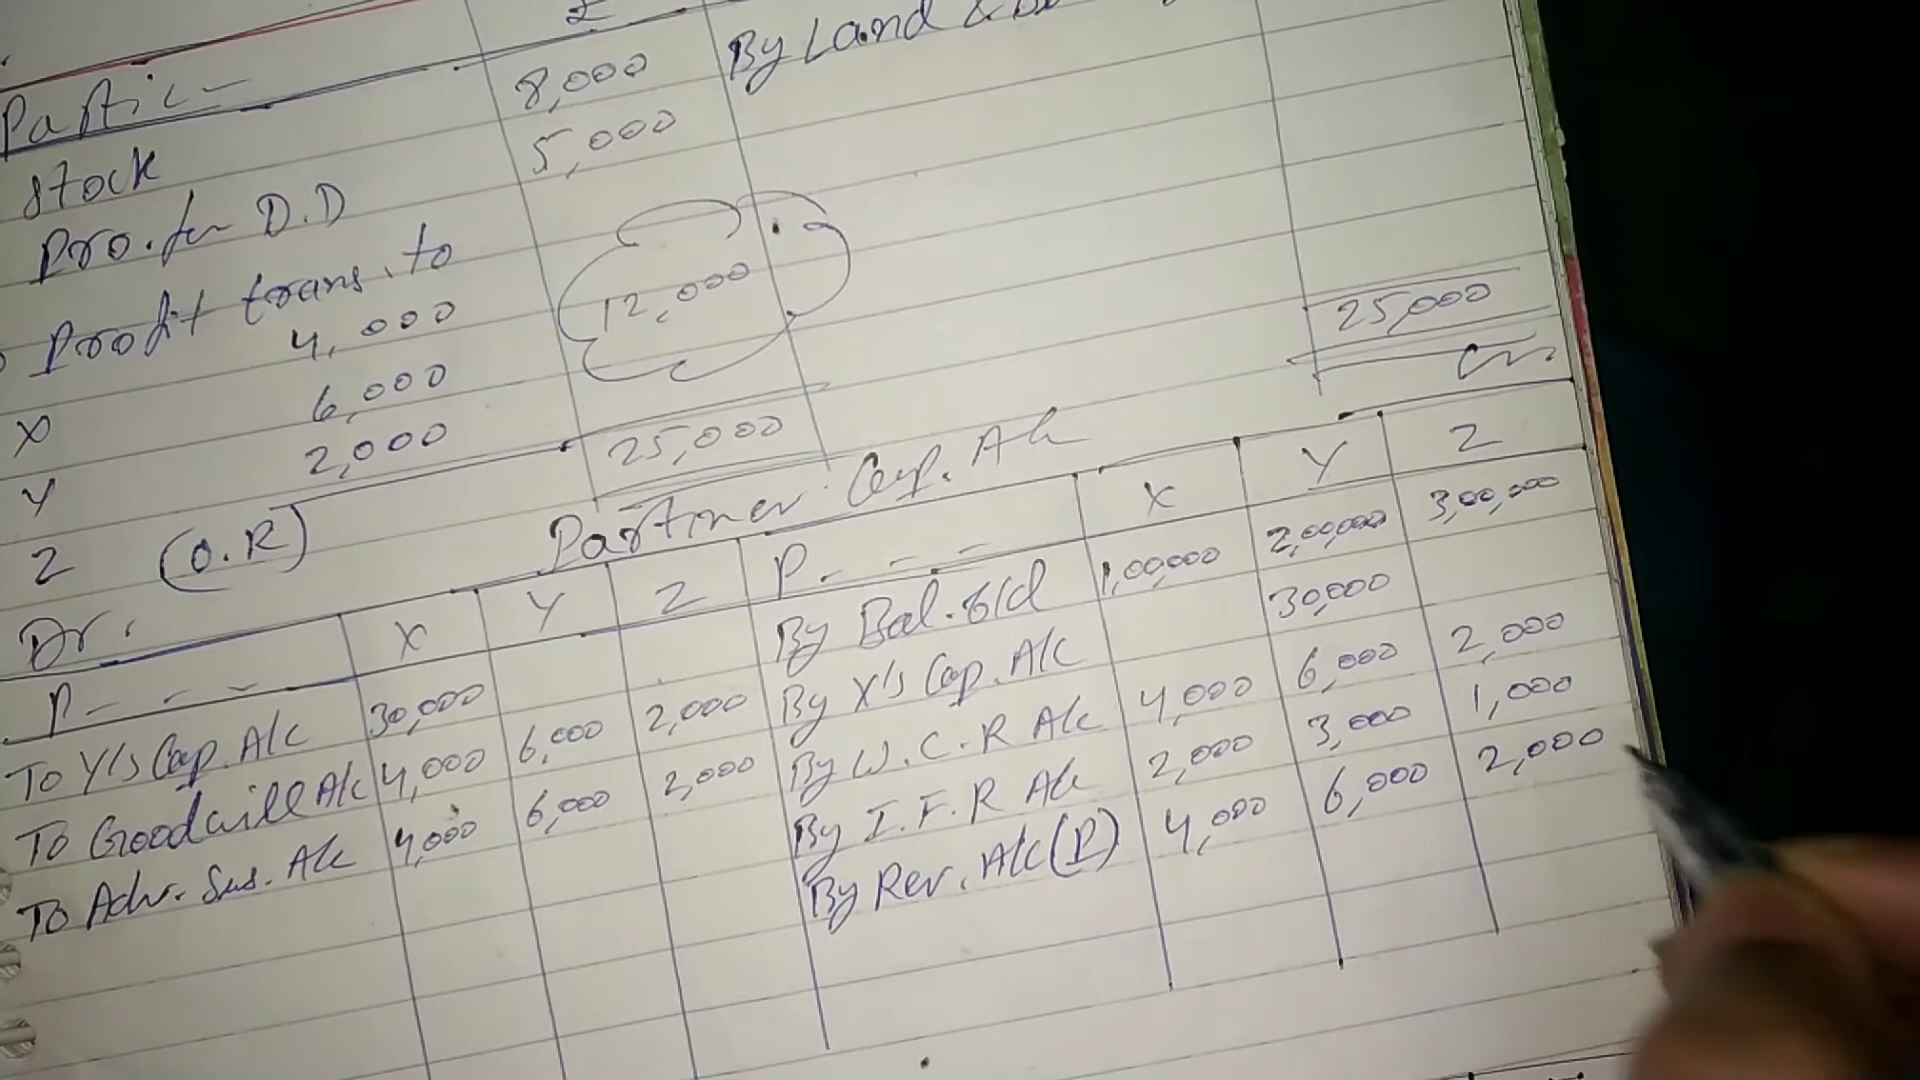 ₹
Partic-
8,000 By Land &
Stock 5,000
Pro. for D.D
Profit trans. to 12,000
X 4,000
Y 6,000
Z 2,000
25,000 25,000
(O.R)
Partner Cap. A/c
Dr. Cr.
P- - - X Y Z P. - - X Y Z
To Y's Cap. A/c 30,000 By Bal. b/d 1,00,000 2,00,000 3,00,000
To Goodwill A/c 4,000 6,000 2,000 By X's Cap. A/c 30,000
To Adv. Sus. A/c 4,000 6,000 2,000 By W.C.R A/c 4,000 6,000 2,000
By I.F.R A/c 2,000 3,000 1,000
By Rev. A/c (P) 4,000 6,000 2,000